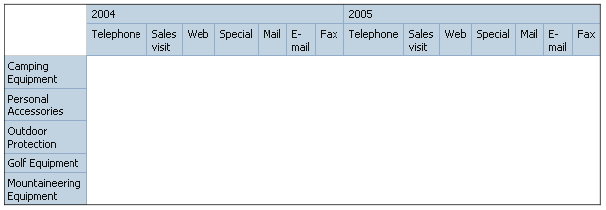 2004 2005
Telephone Sales visit Web Special Mail E-mail Fax Telephone Sales visit Web Special Mail E-mail Fax
Camping
Equipment
Personal
Accessories
Outdoor
Protection
Golf Equipment
Mountaineering
Equipment